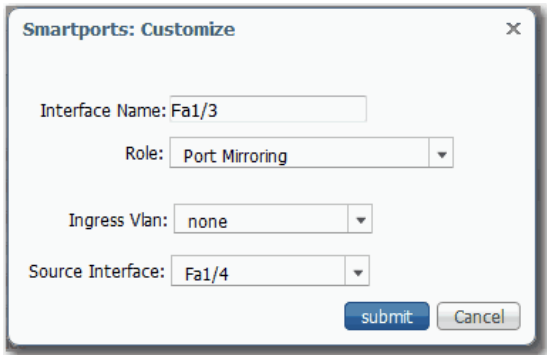 Smartports: Customize
Interface Name: Fa1/3
Role: Port Mirroring
Ingress Vlan: none
Source Interface: Fa1/4
submit Cancel